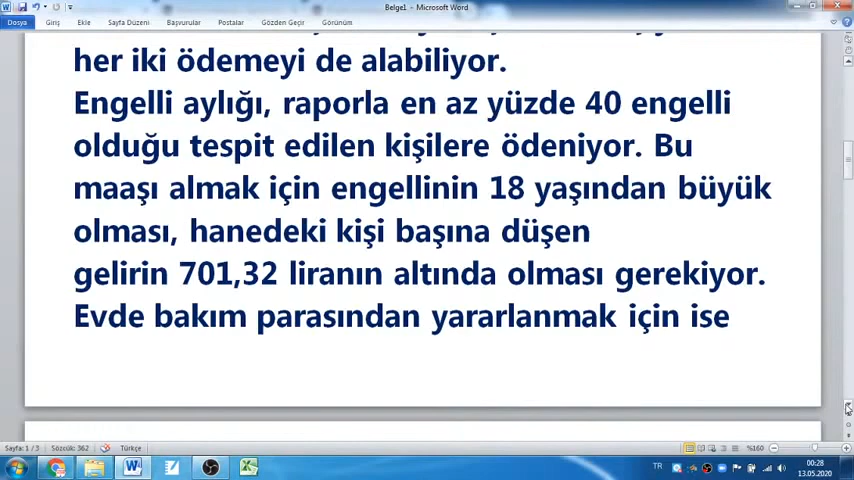 Belge1 - Microsoft Word
Dosya Giriş Ekle Sayfa Düzeni Başvurular Postalar Gözden Geçir Görünüm
her iki ödemeyi de alabiliyor.
Engelli aylığı, raporla en az yüzde 40 engelli
olduğu tespit edilen kişilere ödeniyor. Bu
maaşı almak için engellinin 18 yaşından büyük
olması, hanedeki kişi başına düşen
gelirin 701,32 liranın altında olması gerekiyor.
Evde bakım parasından yararlanmak için ise
Sayfa: 1 / 3 Sözcük: 362 Türkçe %160
TR 00:28
13.05.2020